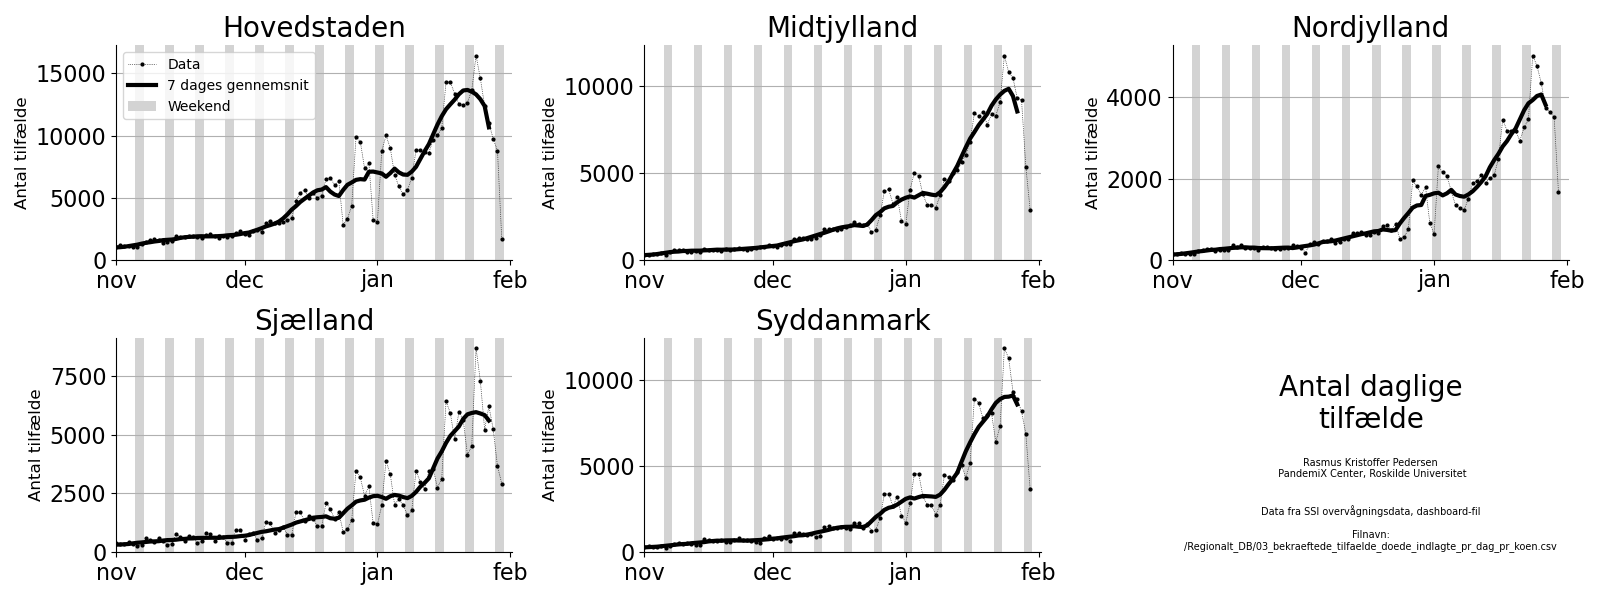 Hovedstaden
Antal tilfælde
15000
10000
5000
0
Data
7 dages gennemsnit
Weekend
nov
dec
jan
feb
Midtjylland
Antal tilfælde
10000
5000
0
nov
dec
jan
feb
Nordjylland
Antal tilfælde
4000
2000
0
nov
dec
jan
feb
Sjælland
Antal tilfælde
7500
5000
2500
0
nov
dec
jan
feb
Syddanmark
Antal tilfælde
10000
5000
0
nov
dec
jan
feb
Antal daglige
tilfælde
Rasmus Kristoffer Pedersen
PandemiX Center, Roskilde Universitet
Data fra SSI overvågningsdata, dashboard-fil
Filnavn:
/Regionalt_DB/03_bekraeftede_tilfaelde_doede_indlagte_pr_dag_pr_koen.csv